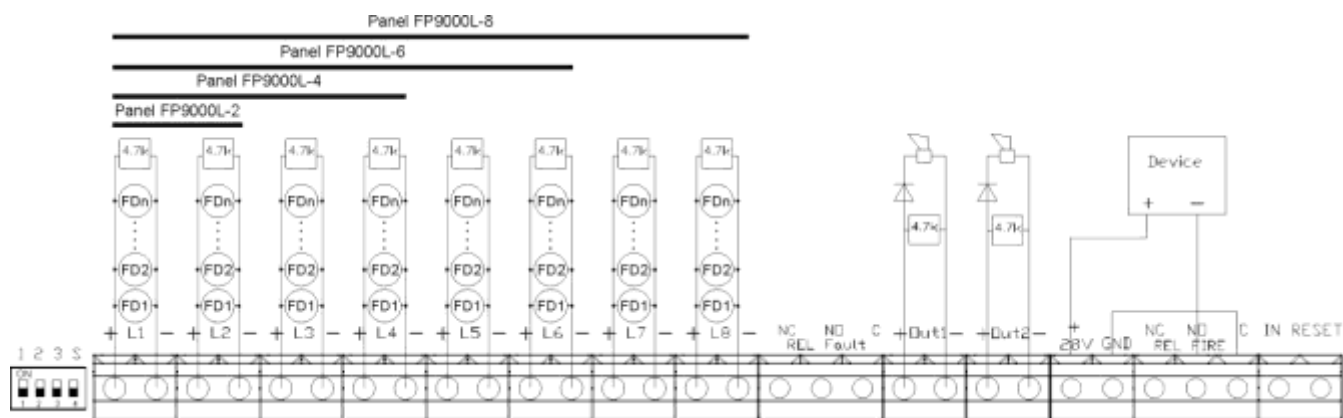 Panel FP9000L-8
Panel FP9000L-6
Panel FP9000L-4
Panel FP9000L-2
4.7k 4.7k 4.7k 4.7k 4.7k 4.7k 4.7k 4.7k
Device
FDn FDn FDn FDn FDn FDn FDn FDn
+ -
4.7k 4.7k
FD2 FD2 FD2 FD2 FD2 FD2 FD2 FD2
FD1 FD1 FD1 FD1 FD1 FD1 FD1 FD1
+ L1 - + L2 - + L3 - + L4 - + L5 - + L6 - + L7 - + L8 - NC NO C +Out1- +Out2- + NC NO C IN RESET
REL Fault 28V GND REL FIRE
1 2 3 S
ON
1 2 3 4